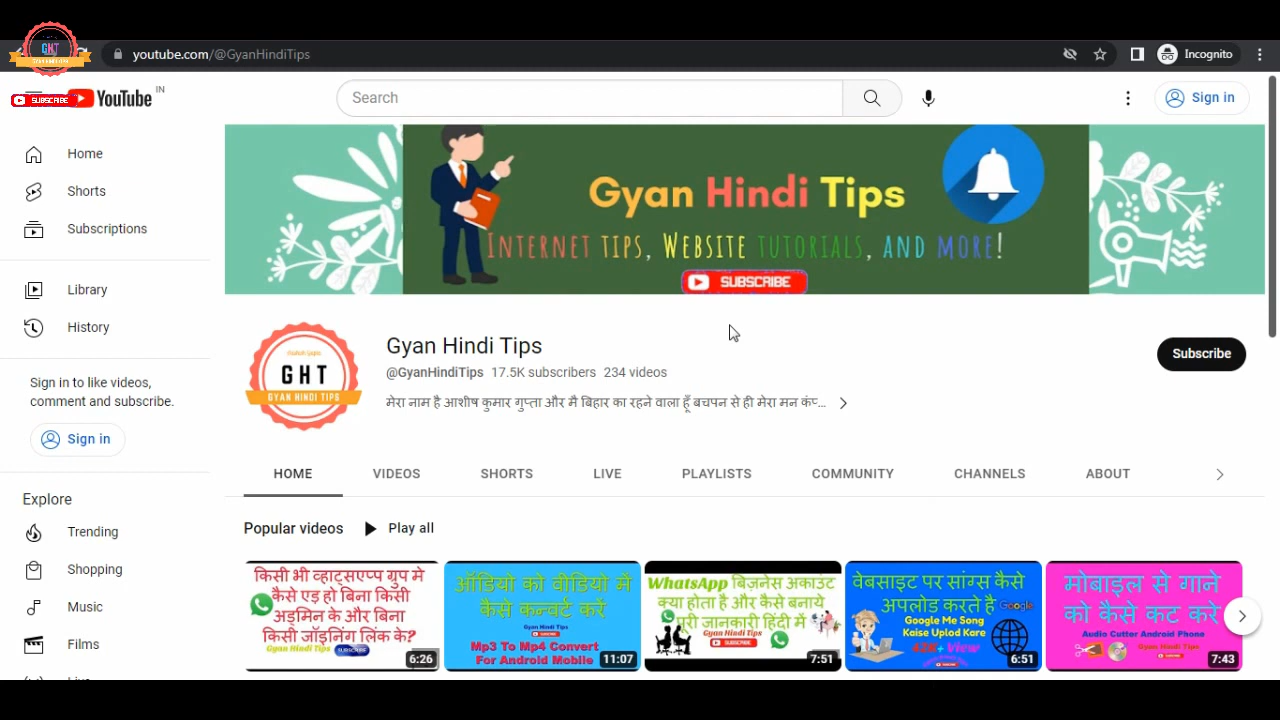 GHT
GYAN HINDI TIPS
youtube.com/@GyanHindiTips
Incognito
SUBSCRIBE
YouTube IN
Search
Sign in
Home
Shorts
Subscriptions
Library
History
Sign in to like videos,
comment and subscribe.
Sign in
Explore
Trending
Shopping
Music
Films
Gyan Hindi Tips
INTERNET TIPS, WEBSITE TUTORIALS, AND MORE!
SUBSCRIBE
GHT
GYAN HINDI TIPS
Gyan Hindi Tips
@GyanHindiTips 17.5K subscribers 234 videos
मेरा नाम है आशीष कुमार गुप्ता और मै बिहार का रहने वाला हूँ बचपन से ही मेरा मन कंप...
Subscribe
HOME VIDEOS SHORTS LIVE PLAYLISTS COMMUNITY CHANNELS ABOUT
Popular videos Play all
किसी भी व्हाट्सएप्प ग्रुप मे
कैसे एड हो बिना किसी
अड्मिन के और बिना
किसी जॉइनिंग लिंक के?
Gyan Hindi Tips SUBSCRIBE
6:26
ऑडियो को वीडियो में
कैसे कन्वर्ट करें
Gyan Hindi Tips
Mp3 To Mp4 Convert
For Android Mobile
11:07
WhatsApp बिज़नेस अकाउंट
क्या होता है और कैसे बनाये
पूरी जानकारी हिंदी में
Gyan Hindi Tips
7:51
वेबसाइट पर सांग्स कैसे
अपलोड करते है Google
Google Me Song
Kaise Uplod Kare
View
6:51
मोबाइल से गाने
को कैसे कट करे
Audio Cutter Android Phone
Gyan Hindi Tips
7:43